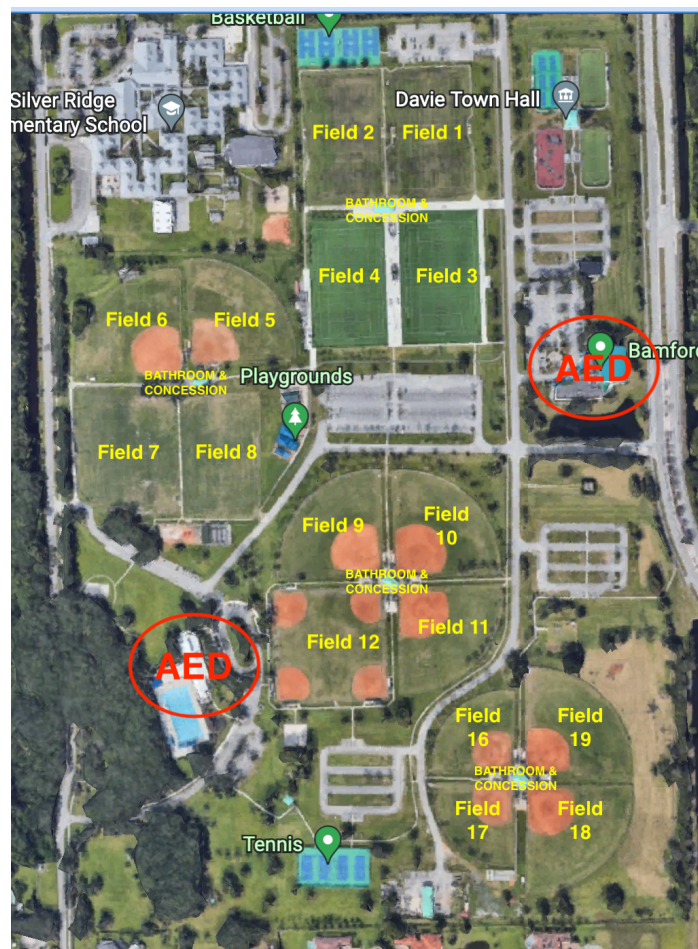 Basketball
Silver Ridge
mentary School
Davie Town Hall
Field 2
Field 1
BATHROOM &
CONCESSION
Field 4
Field 3
Field 6
Field 5
BATHROOM &
CONCESSION
Playgrounds
AED
Bamford
Field 7
Field 8
Field 9
Field
10
BATHROOM &
CONCESSION
Field 12
Field 11
AED
Field
16
Field
19
BATHROOM &
CONCESSION
Field
17
Field
18
Tennis